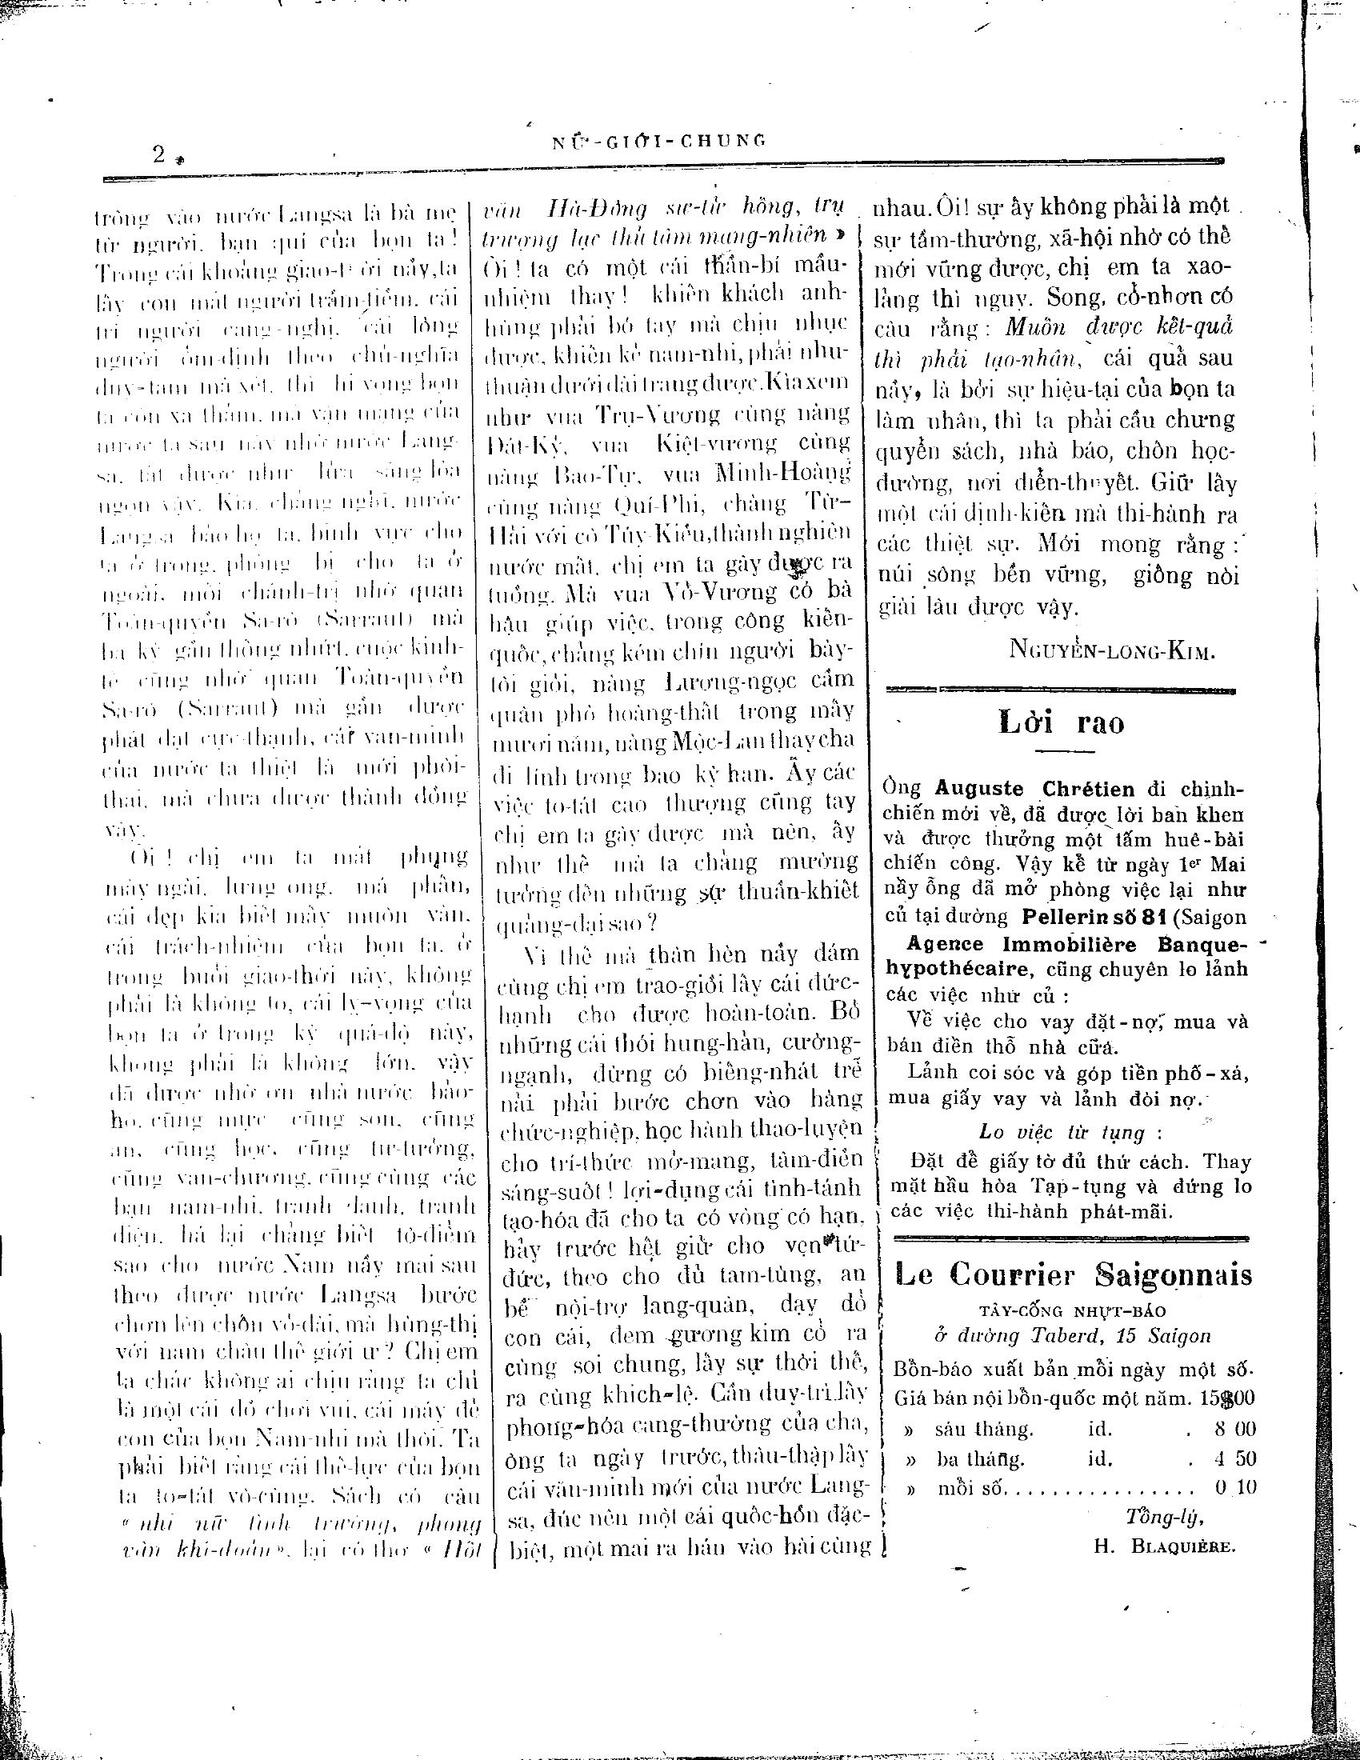 2
NỮ-GIỚI-CHUNG
trông vào nước Langsa là bà mẹ
từ người, bạn quí của bọn ta!
Trong cái khoảng giao-t ời nầy, ta
lấy con mắt người trầm-tiềm, cái
trí người cang-nghị, cái lòng
người ổm-định theo chủ-nghĩa
duy-tam mà xét, thì hi vọng bọn
ta còn xa thẳm, mà vận mạng của
nước ta sau nầy nhờ nước Lang-
sa, tất được như lửa sáng lòa
ngọn vậy. Kìa, chẳng nghĩ, nước
Langsa bảo hộ ta, binh vực cho
ta ở trong, phòng bị cho ta ở
ngoài, mối chánh-trị nhờ quan
Toàn-quyền Sa-rô (Sarraut) mà
ba kỳ gần thống nhứt, cuộc kinh-
tế cũng nhờ quan Toàn-quyền
Sa-rô (Sarraut) mà gần được
phát đạt cực-thạnh, cái van-minh
của nước ta thiệt là mới phôi-
thai, mà chưa được thành đồng
vậy.
Ôi! chị em ta mắt phụng
mày ngài, lưng ong, má phấn,
cái đẹp kia biết mấy muôn vàn,
cái trách-nhiệm của bọn ta, ở
trong buổi giao-thời này, không
phải là không to, cái ly-vọng của
bọn ta ở trong kỳ quá-độ này,
không phải là không lớn, vậy
đã được nhờ ơn nhà nước bảo-
hộ, cũng mực cũng son, cũng
an, cũng học, cũng tư-tưởng,
cũng van-chương, cũng cùng các
bạn nam-nhi, tranh danh, tranh
diện, há lại chẳng biết tô-điểm
sao cho nước Nam nầy mai sau
theo được nước Langsa bước
chơn lên chốn võ-đài, mà hùng-thị
với nam châu thế giới ư? Chị em
ta chắc không ai chịu rằng ta chỉ
là một cái đồ chơi vui, cái máy đẻ
con của bọn Nam-nhi mà thôi. Ta
phải biết rằng cái thế-lực của bọn
ta to-tát vô-cùng. Sách có câu
« nhi nữ tình trường, phong
vân khí-đoản », lại có thơ « Hốt
văn Hà-Đông sư-tử hống, trụ
trượng lạc thủ tâm mang-nhiên »
Ôi! ta có một cái thần-bí mầu-
nhiệm thay! khiến khách anh-
hùng phải bó tay mà chịu nhục
được, khiến kẻ nam-nhi, phải nhu-
thuận dưới đài trang được. Kìa xem
như vua Trụ-Vương cùng nàng
Đát-Kỷ, vua Kiệt-vương cùng
nàng Bao-Tự, vua Minh-Hoàng
cùng nàng Quí-Phi, chàng Từ-
Hải với cô Túy-Kiều, thành nghiên
nước mất, chị em ta gây được ra
tuồng. Mà vua Võ-Vương có bà
hậu giúp việc, trong công kiến-
quốc, chẳng kém chín người bày-
tôi giỏi, nàng Lương-ngọc cầm
quân phò hoàng-thất trong mấy
mươi năm, nàng Mộc-Lan thay cha
đi lính trong bao kỳ hạn. Ấy các
việc to-tát cao thượng cũng tay
chị em ta gây được mà nên, ấy
như thế mà ta chẳng mường
tưởng đến những sự thuần-khiết
quảng-đại sao?
Vì thế mà thân hèn nầy dám
cùng chị em trao-giồi lấy cái đức-
hạnh cho được hoàn-toàn. Bỏ
những cái thói hung-hăn, cường-
ngạnh, đừng có biếng-nhát trễ
nải phải bước chơn vào hàng
chức-nghiệp, học hành thao-luyện
cho trí-thức mở-mang, tâm-điền
sáng-suốt! lợi-dụng cái tình-tánh
tạo-hóa đã cho ta có vòng có hạn,
hảy trước hết giữ cho vẹn tứ-
đức, theo cho đủ tam-tùng, an
bề nội-trợ lang-quân, dạy dỗ
con cái, đem gương kim cổ ra
cùng soi chung, lấy sự thời thế,
ra cùng khích-lệ. Cần duy-trì lấy
phong-hóa cang-thường của cha,
ông ta ngày trước, thâu-thập lấy
cái văn-minh mới của nước Lang-
sa, đúc nên một cái quốc-hồn đặc-
biệt, một mai ra bán vào bài cùng
nhau. Ôi! sự ấy không phải là một
sự tầm-thường, xã-hội nhờ có thế
mới vững được, chị em ta xao-
lảng thì nguy. Song, cổ-nhơn có
câu rằng: Muốn được kết-quả
thì phải tạo-nhân, cái quả sau
nầy, là bởi sự hiệu-tại của bọn ta
làm nhân, thì ta phải cầu chưng
quyển sách, nhà báo, chốn học-
đường, nơi diển-thuyết. Giữ lấy
một cái định-kiến mà thi-hành ra
các thiệt sự. Mới mong rằng:
núi sông bền vững, giống nòi
giài lâu được vậy.
NGUYỄN-LONG-KIM.
Lời rao
Ông Auguste Chrétien đi chinh-
chiến mới về, đã được lời ban khen
và được thưởng một tấm huê-bài
chiến công. Vậy kể từ ngày 1er Mai
nầy ổng đã mở phòng việc lại như
củ tại đường Pellerin số 81 (Saigon
Agence Immobilière Banque-
hypothécaire, cũng chuyên lo lảnh
các việc như củ:
Về việc cho vay đặt-nợ, mua và
bán điền thổ nhà cữa.
Lảnh coi sóc và góp tiền phố-xá,
mua giấy vay và lảnh đòi nợ.
Lo việc từ tụng:
Đặt để giấy tờ đủ thứ cách. Thay
mặt hầu hòa Tạp-tụng và đứng lo
các việc thi-hành phát-mãi.
Le Courrier Saigonnais
TÂY-CỐNG NHỰT-BÁO
ở đường Taberd, 15 Saigon
Bổn-báo xuất bản mỗi ngày một số.
Giá bán nội bổn-quốc một năm. 15$00
» sáu tháng. id. . 8 00
» ba tháng. id. . 4 50
» mỗi số................ 0 10
Tổng-lý,
H. BLAQUIÈRE.